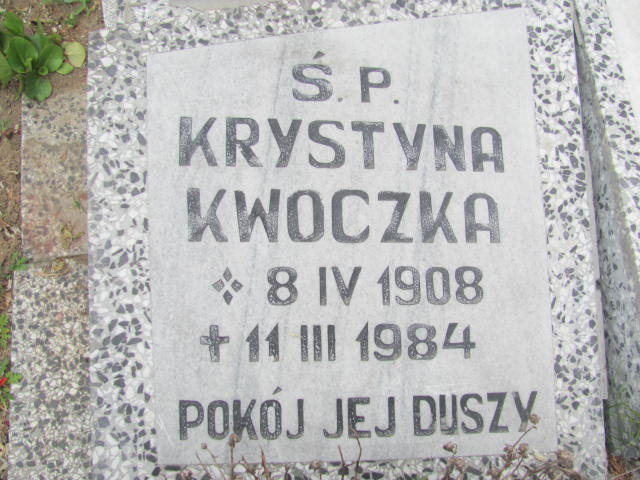 Ś. P.
KRYSTYNA
KWOCZKA
8 IV 1908
✝ 11 III 1984
POKÓJ JEJ DUSZY